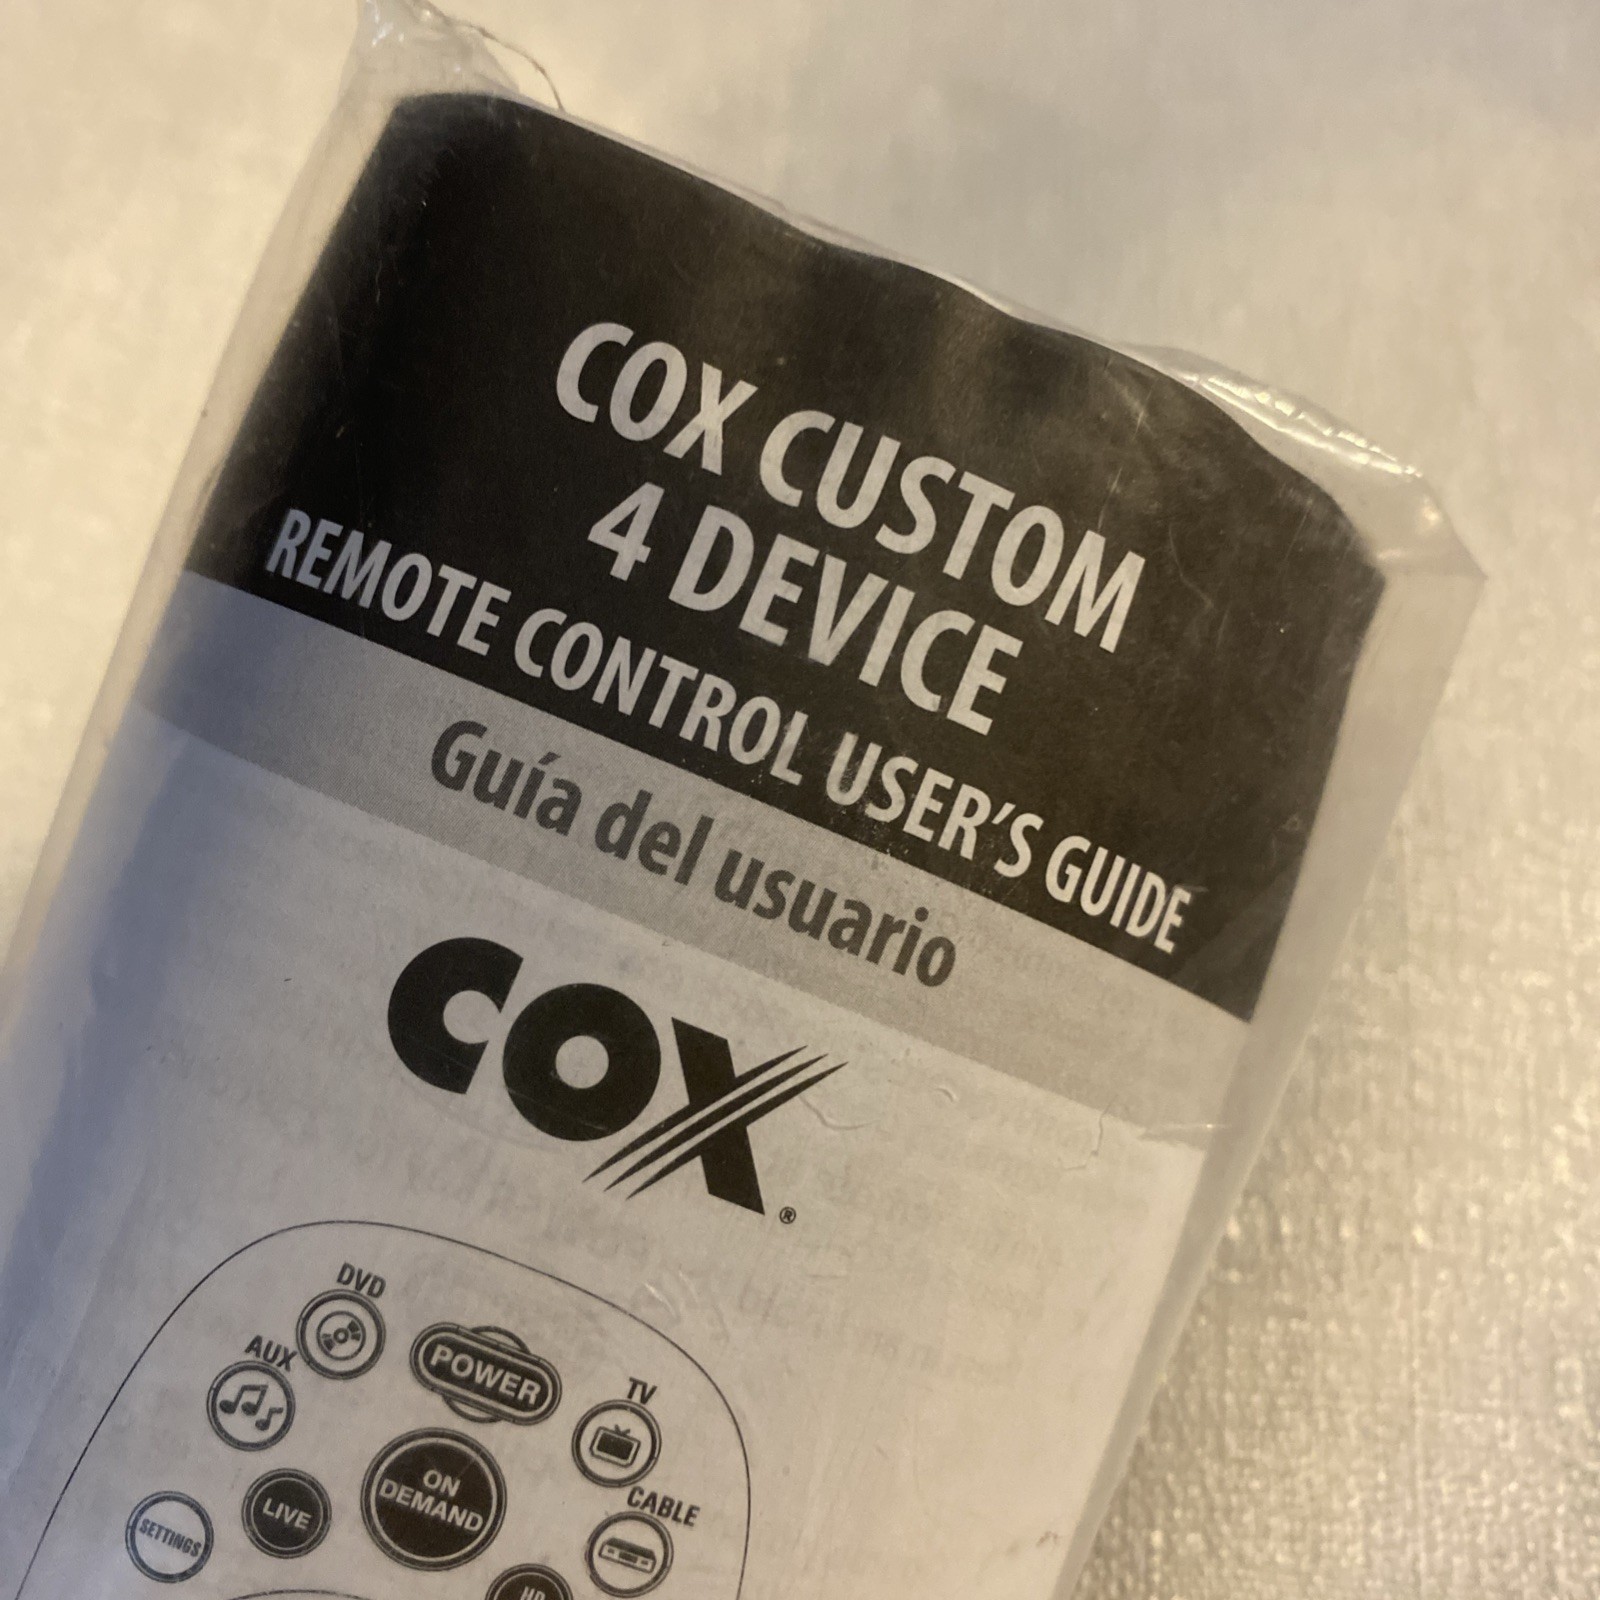 COX CUSTOM
4 DEVICE
REMOTE CONTROL USER'S GUIDE
Guía del usuario
COX®
DVD
AUX
POWER
TV
ON
DEMAND
CABLE
LIVE
SETTINGS
HD